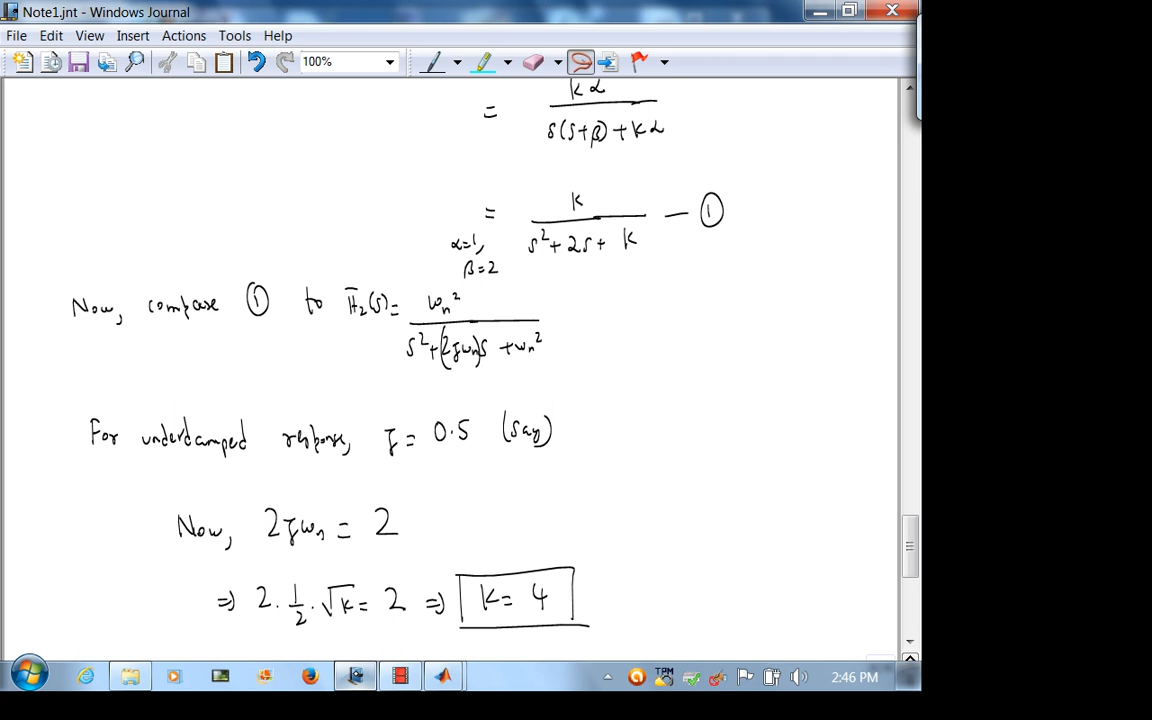 Note1.jnt - Windows Journal
File Edit View Insert Actions Tools Help
100%
kα
= ———
s(s+β)+kα
k
= ——— — ①
s²+2s+k
α=1,
β=2
Now, compare ① to H₂(s)= ωₙ²
s²+(2ζωₙ)s+ωₙ²
For underdamped response, ζ= 0.5 (say)
Now, 2ζωₙ= 2
⇒ 2·1/2·√k= 2 ⇒ k= 4
TPM
2:46 PM